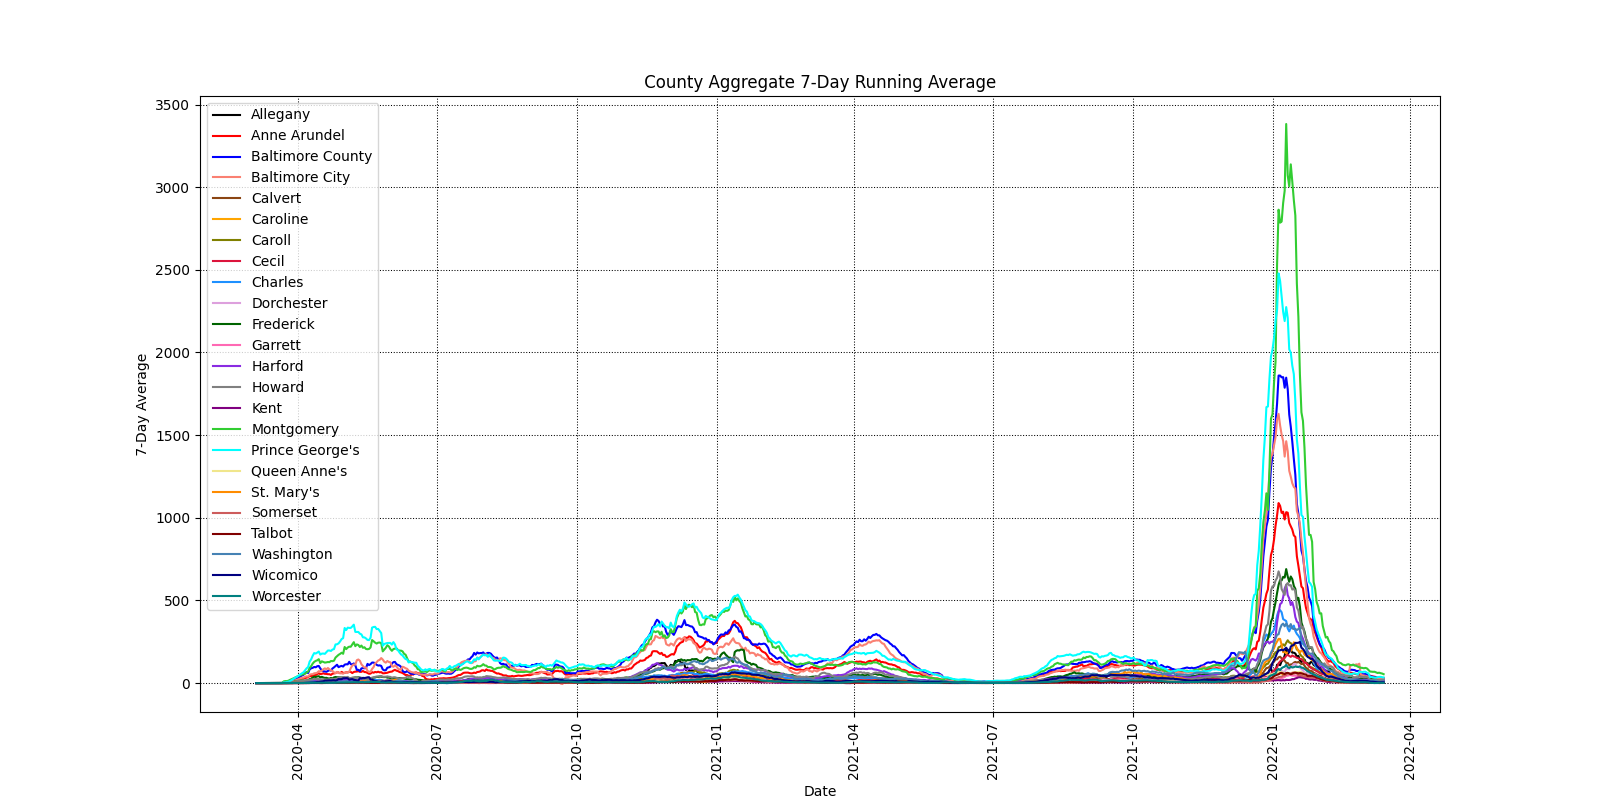 County Aggregate 7-Day Running Average
3500
3000
2500
2000
1500
1000
500
0
7-Day Average
Allegany
Anne Arundel
Baltimore County
Baltimore City
Calvert
Caroline
Caroll
Cecil
Charles
Dorchester
Frederick
Garrett
Harford
Howard
Kent
Montgomery
Prince George's
Queen Anne's
St. Mary's
Somerset
Talbot
Washington
Wicomico
Worcester
2020-04
2020-07
2020-10
2021-01
2021-04
2021-07
2021-10
2022-01
2022-04
Date